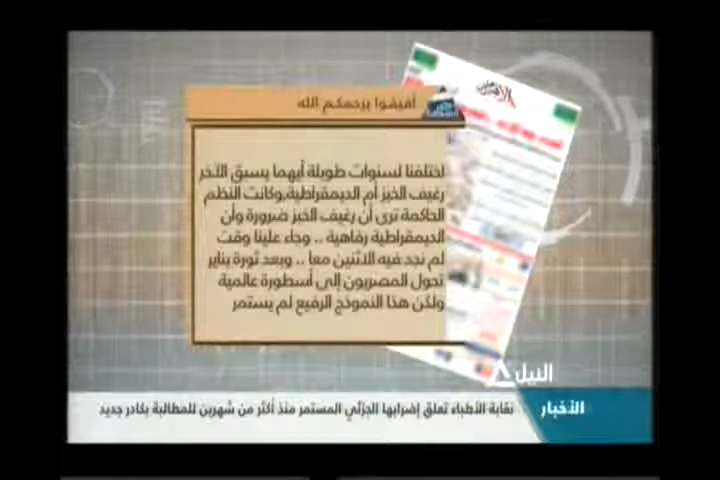 الأهرام
أفيقوا يرحمكم الله
اختلفنا لسنوات طويلة أيهما يسبق الآخر
رغيف الخبز أم الديمقراطية,وكانت النظم
الحاكمة ترى أن رغيف الخبز ضرورة وأن
الديمقراطية رفاهية .. وجاء علينا وقت
لم نجد فيه الاثنين معا .. وبعد ثورة يناير
تحول المصريون إلى أسطورة عالمية
ولكن هذا النموذج الرفيع لم يستمر
النيل
الأخبار
نقابة الأطباء تعلق إضرابها الجزئي المستمر منذ أكثر من شهرين للمطالبة بكادر جديد